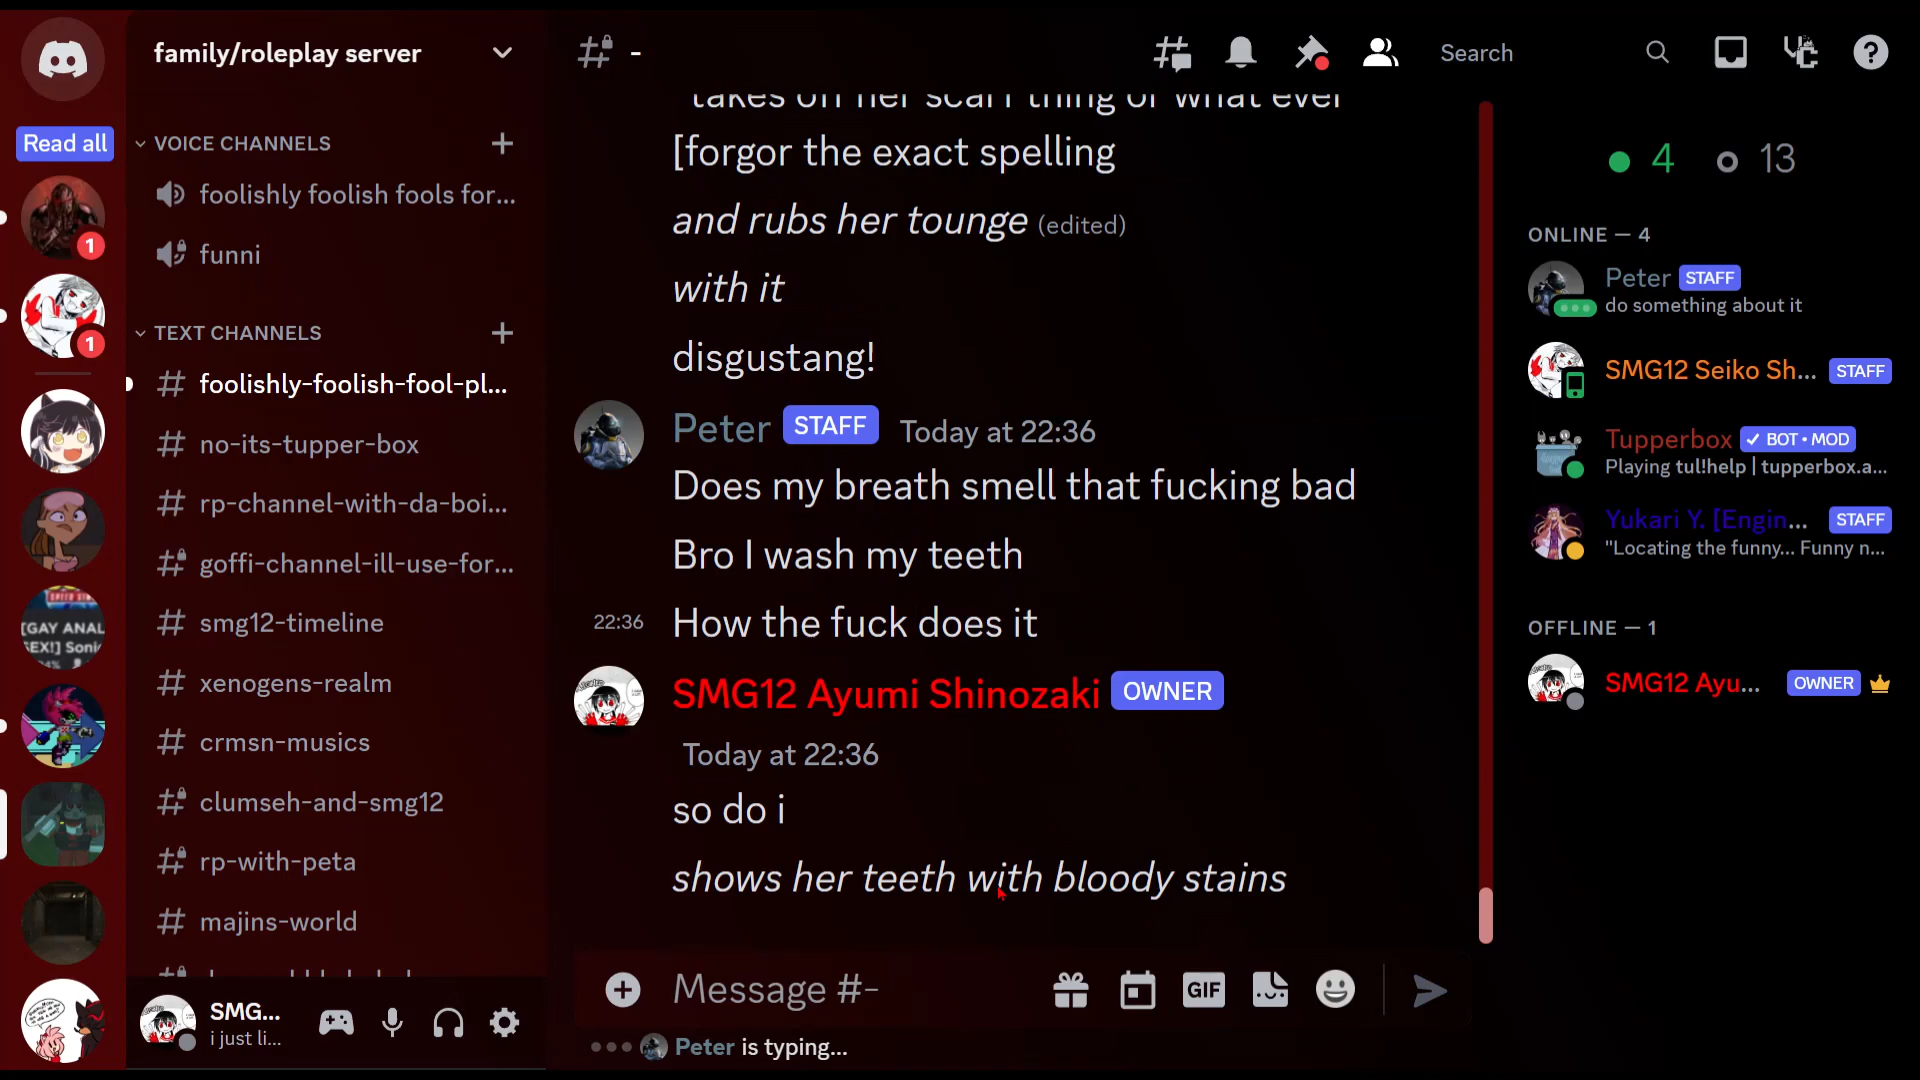 family/roleplay server
-
Search
Read all
VOICE CHANNELS
foolishly foolish fools for...
funni
TEXT CHANNELS
foolishly-foolish-fool-pl...
no-its-tupper-box
rp-channel-with-da-boi...
goffi-channel-ill-use-for...
smg12-timeline
xenogens-realm
crmsn-musics
clumseh-and-smg12
rp-with-peta
majins-world
1
1
[GAY ANAL
SMG...
i just li...
[forgor the exact spelling
and rubs her tounge (edited)
with it
disgustang!
Peter STAFF Today at 22:36
Does my breath smell that fucking bad
Bro I wash my teeth
22:36 How the fuck does it
SMG12 Ayumi Shinozaki OWNER
Today at 22:36
so do i
shows her teeth with bloody stains
Message #-
GIF
Peter is typing...
4 13
ONLINE — 4
Peter STAFF
do something about it
SMG12 Seiko Sh... STAFF
Tupperbox ✓ BOT • MOD
Playing tul!help | tupperbox.a...
Yukari Y. [Engin... STAFF
"Locating the funny... Funny n...
OFFLINE — 1
SMG12 Ayu... OWNER